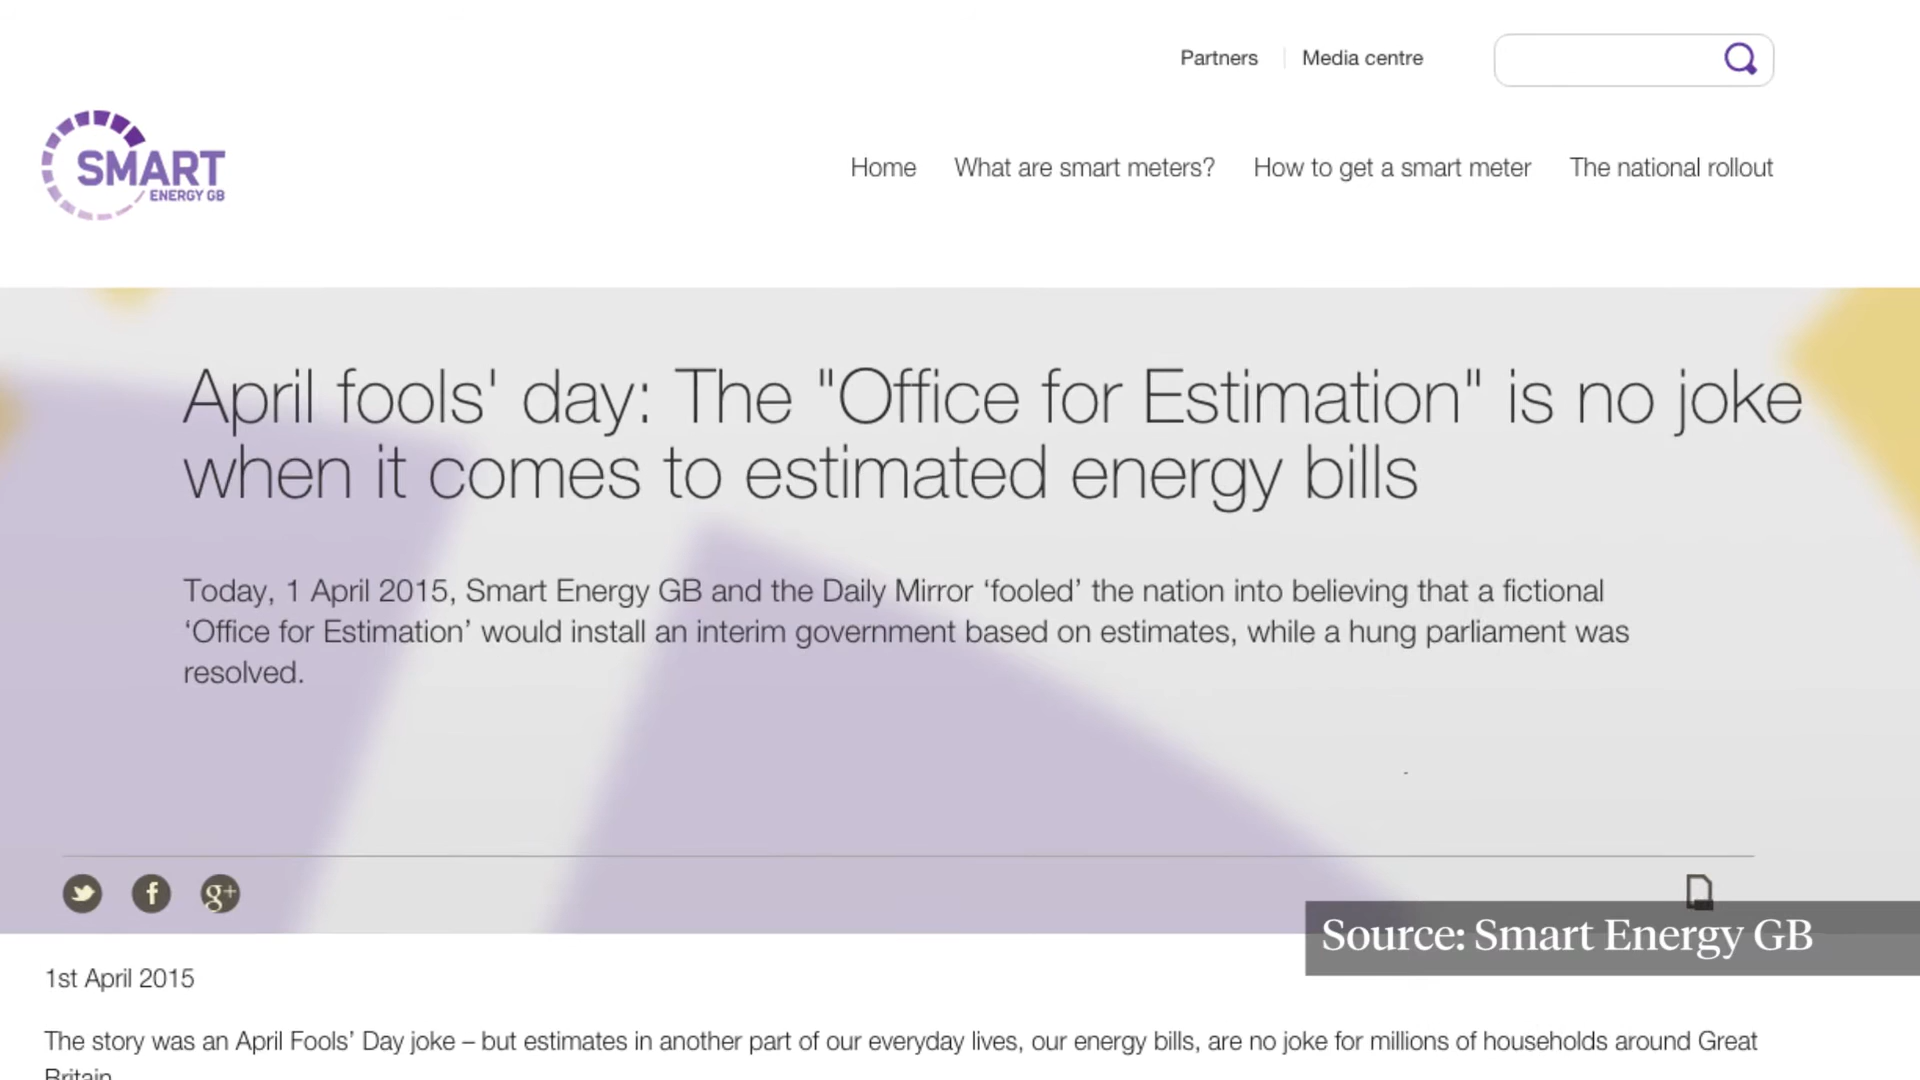 Partners
Media centre
SMART
ENERGY GB
Home
What are smart meters?
How to get a smart meter
The national rollout
April fools' day: The "Office for Estimation" is no joke
when it comes to estimated energy bills
Today, 1 April 2015, Smart Energy GB and the Daily Mirror ‘fooled’ the nation into believing that a fictional
‘Office for Estimation’ would install an interim government based on estimates, while a hung parliament was
resolved.
f
g+
Source: Smart Energy GB
1st April 2015
The story was an April Fools’ Day joke – but estimates in another part of our everyday lives, our energy bills, are no joke for millions of households around Great
Britain